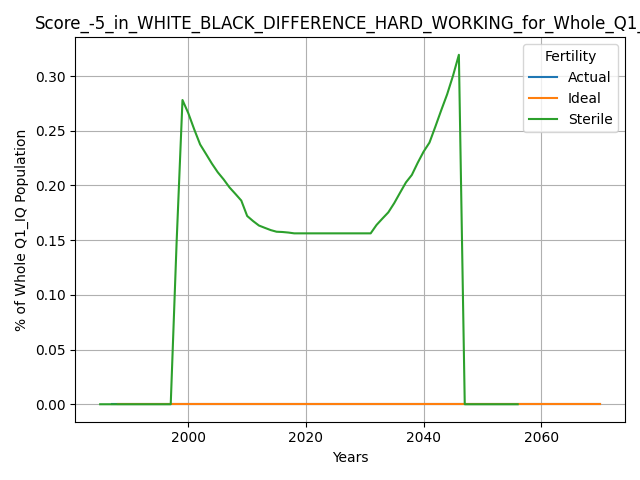 Score_-5_in_WHITE_BLACK_DIFFERENCE_HARD_WORKING_for_Whole_Q1_
Fertility
Actual
Ideal
Sterile
% of Whole Q1_IQ Population
0.30
0.25
0.20
0.15
0.10
0.05
0.00
2000 2020 2040 2060
Years